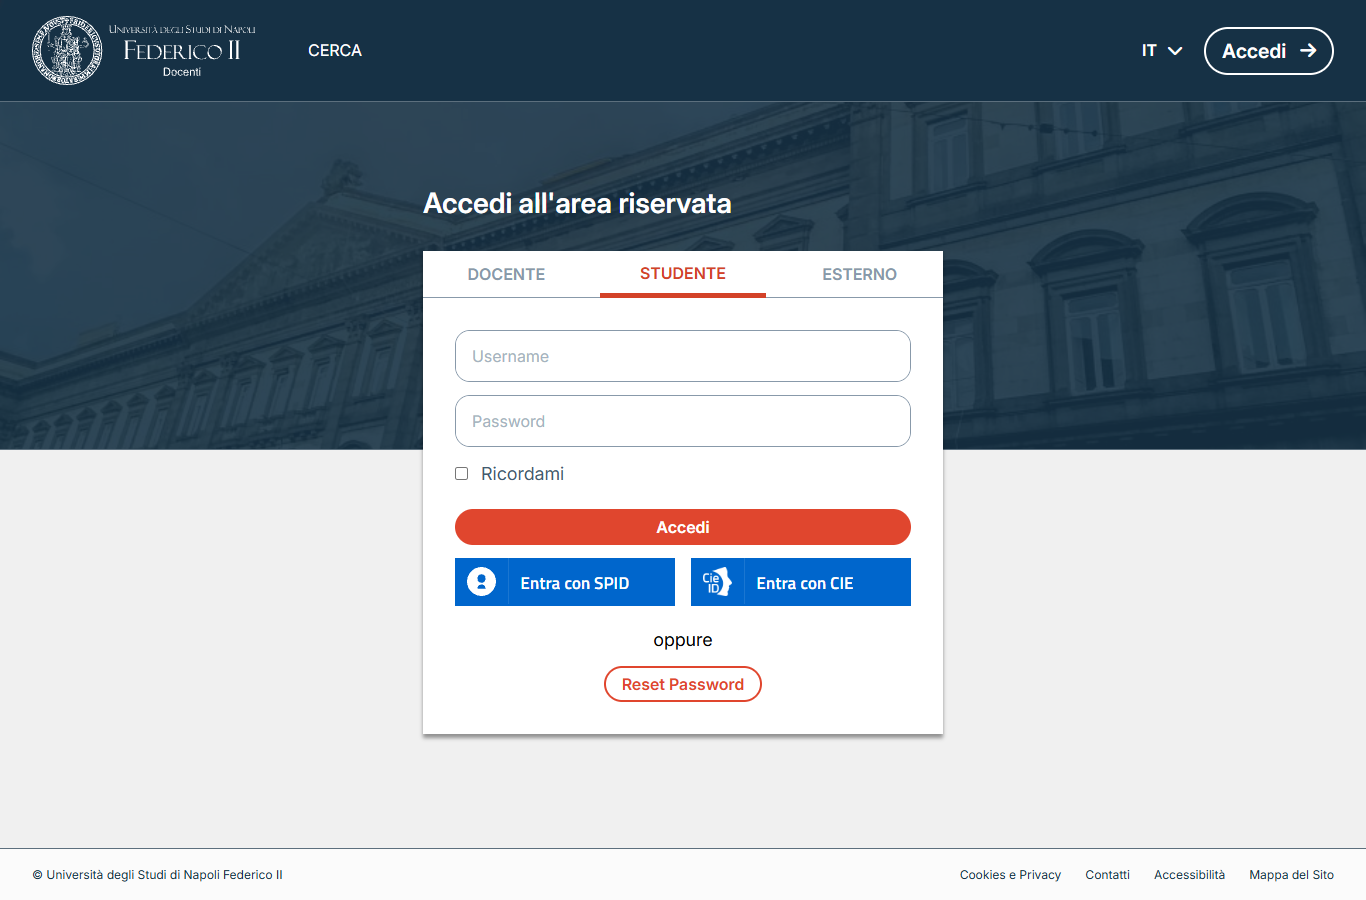 Università degli Studi di Napoli
Federico II
Docenti
CERCA
IT
Accedi
Accedi all'area riservata
DOCENTE
STUDENTE
ESTERNO
Username
Password
Ricordami
Accedi
Entra con SPID
Cie
ID
Entra con CIE
oppure
Reset Password
© Università degli Studi di Napoli Federico II
Cookies e Privacy
Contatti
Accessibilità
Mappa del Sito